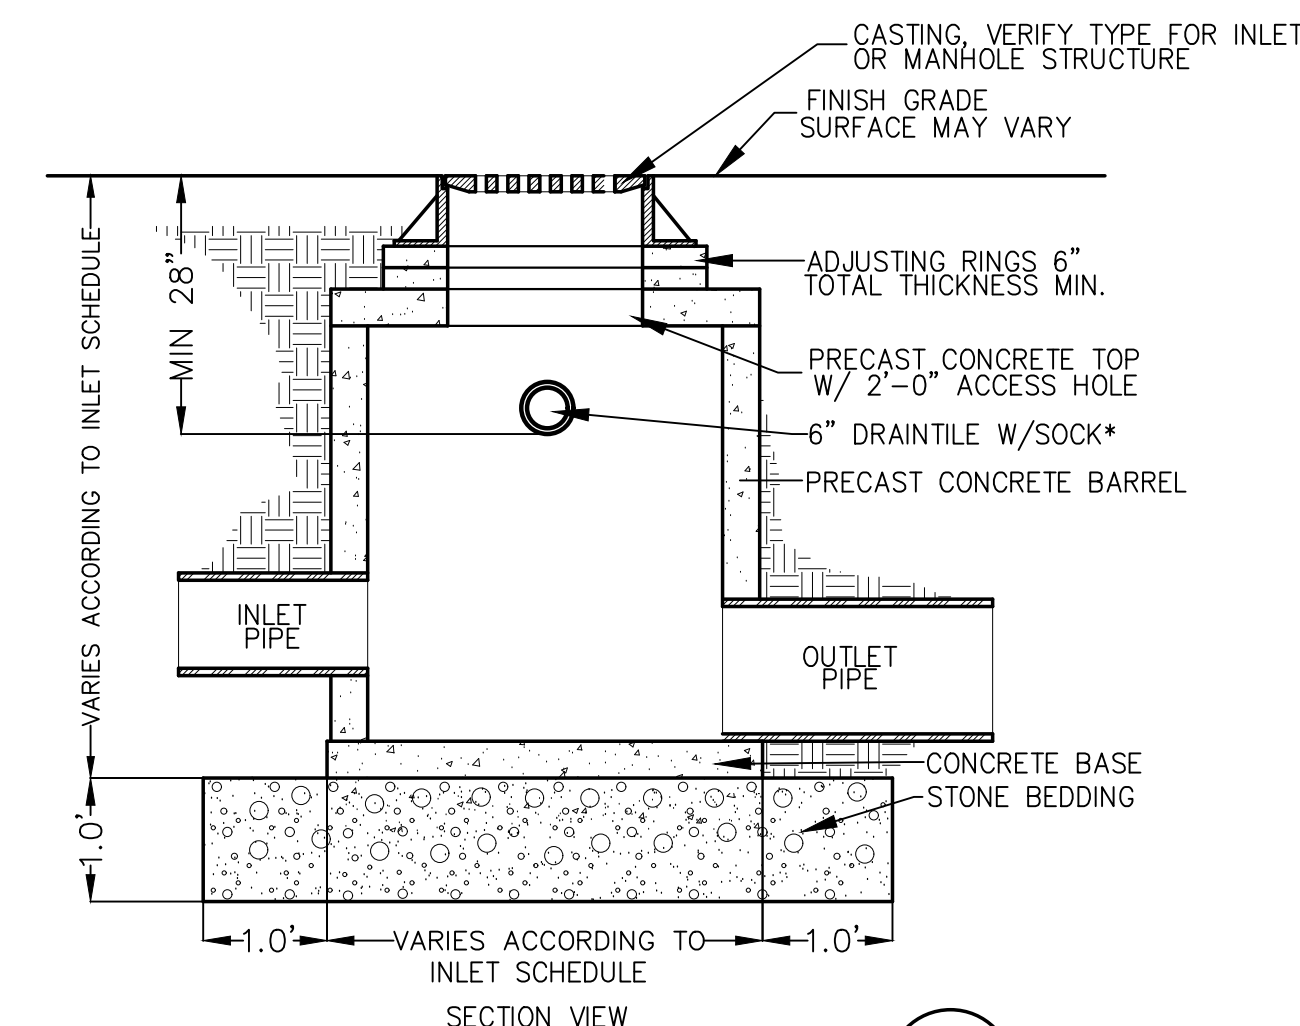 CASTING, VERIFY TYPE FOR INLET
OR MANHOLE STRUCTURE
FINISH GRADE
SURFACE MAY VARY
ADJUSTING RINGS 6"
TOTAL THICKNESS MIN.
PRECAST CONCRETE TOP
W/ 2'-0" ACCESS HOLE
6" DRAINTILE W/SOCK*
PRECAST CONCRETE BARREL
MIN 28"
VARIES ACCORDING TO INLET SCHEDULE
INLET
PIPE
OUTLET
PIPE
CONCRETE BASE
STONE BEDDING
1.0'
1.0'
VARIES ACCORDING TO
INLET SCHEDULE
1.0'
SECTION VIEW